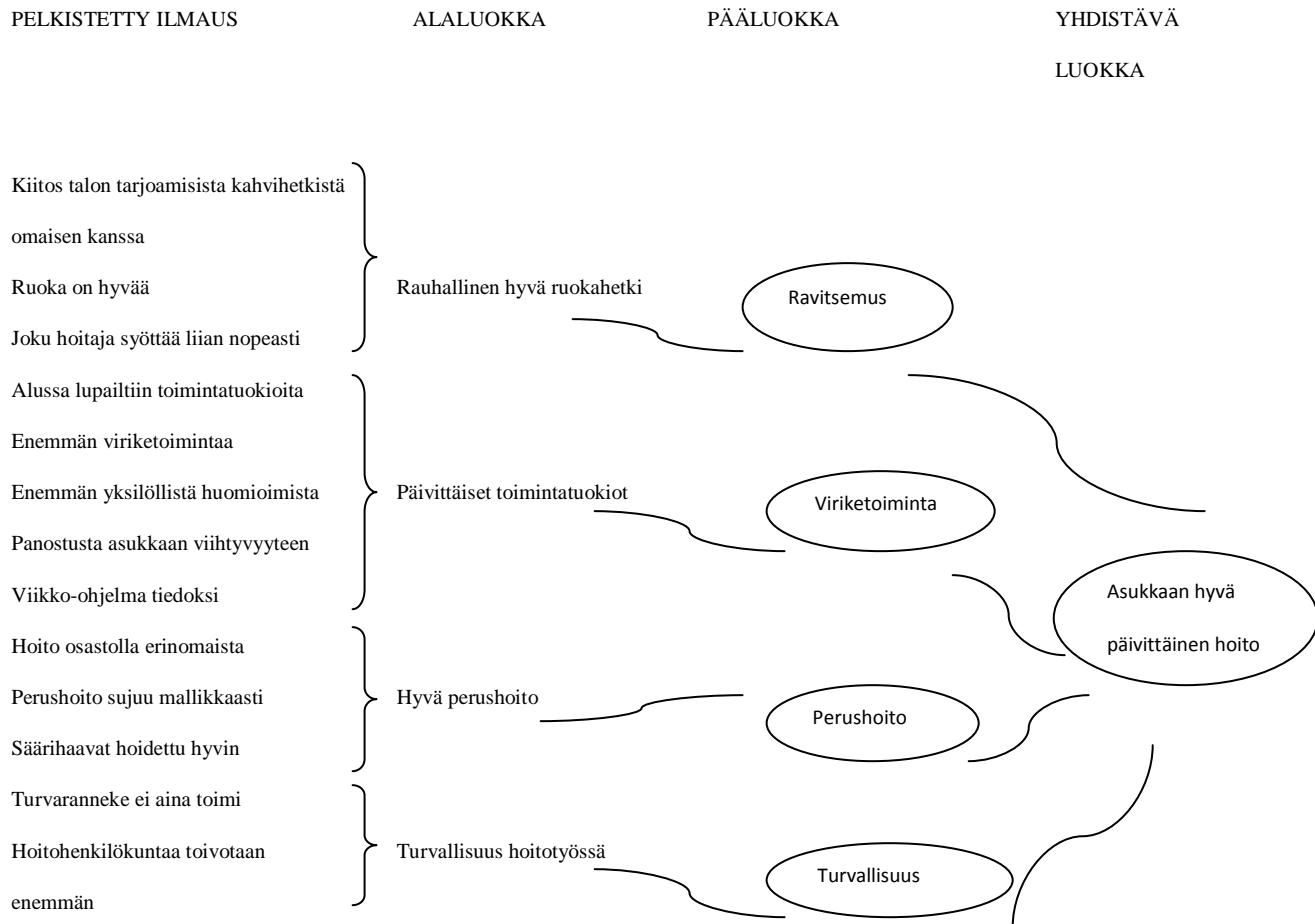 PELKISTETTY ILMAUS ALALUOKKA PÄÄLUOKKA YHDISTÄVÄ
LUOKKA
Kiitos talon tarjoamisista kahvihetkistä
omaisen kanssa
Ruoka on hyvää
Joku hoitaja syöttää liian nopeasti
Rauhallinen hyvä ruokahetki
Ravitsemus
Alussa lupailtiin toimintatuokioita
Enemmän viriketoimintaa
Enemmän yksilöllistä huomioimista
Panostusta asukkaan viihtyvyyteen
Viikko-ohjelma tiedoksi
Päivittäiset toimintatuokiot
Viriketoiminta
Hoito osastolla erinomaista
Perushoito sujuu mallikkaasti
Säärihaavat hoidettu hyvin
Hyvä perushoito
Perushoito
Turvaranneke ei aina toimi
Hoitohenkilökuntaa toivotaan
enemmän
Turvallisuus hoitotyössä
Turvallisuus
Asukkaan hyvä
päivittäinen hoito